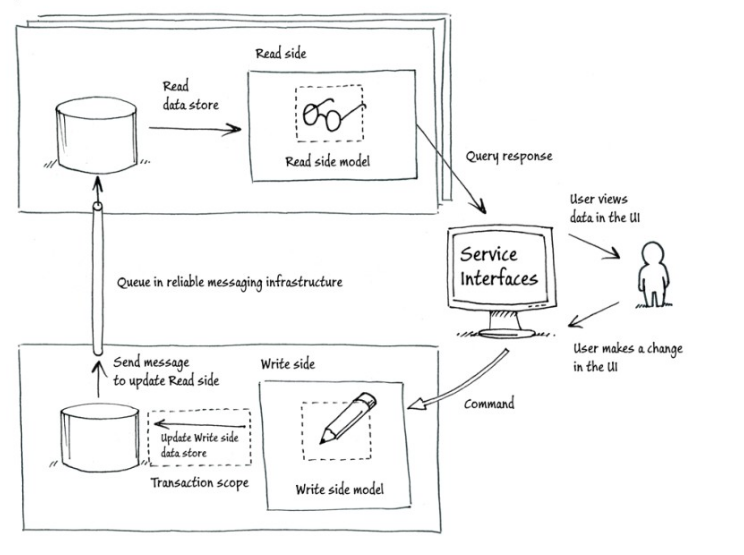 Read side
Read
data store
Read side model
Query response
User views
data in the UI
Service
Interfaces
Queue in reliable messaging infrastructure
User makes a change
in the UI
Send message
to update Read side
Write side
Command
Update Write side
data store
Transaction scope
Write side model